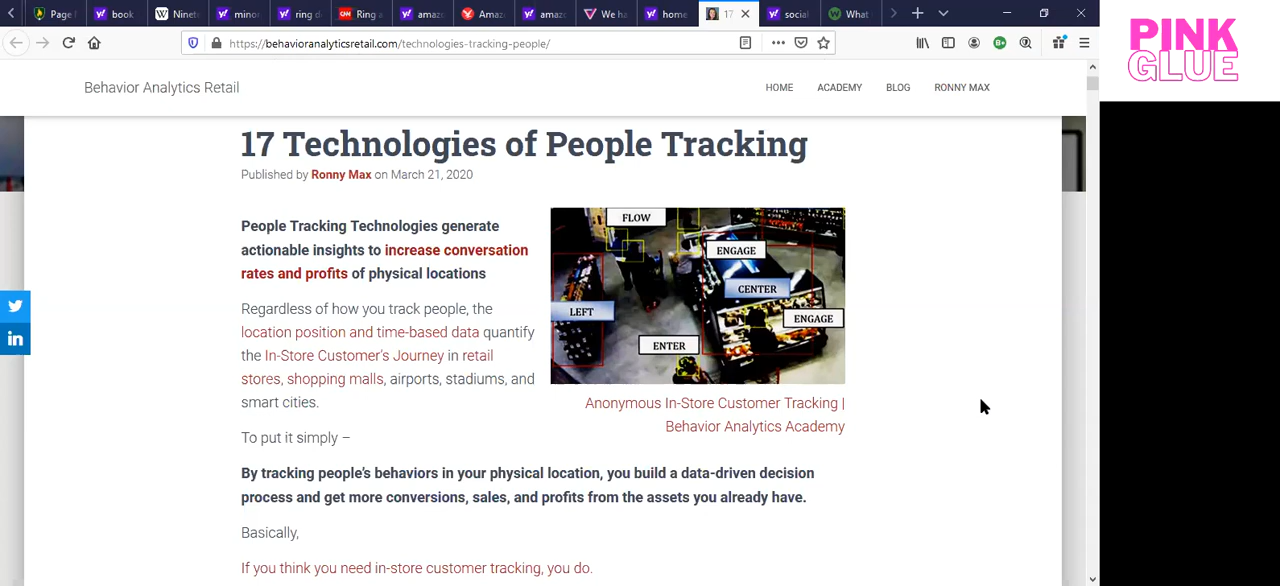 Page
book
Ninet
minor
ring d
Ring a
amaz
Amaz
amaz
We ha
home
17
social
What
https://behavioranalyticsretail.com/technologies-tracking-people/
PINK
GLUE
Behavior Analytics Retail
HOME
ACADEMY
BLOG
RONNY MAX
17 Technologies of People Tracking
Published by Ronny Max on March 21, 2020
People Tracking Technologies generate
actionable insights to increase conversation
rates and profits of physical locations
Regardless of how you track people, the
location position and time-based data quantify
the In-Store Customer's Journey in retail
stores, shopping malls, airports, stadiums, and
smart cities.
FLOW
ENGAGE
CENTER
LEFT
ENGAGE
ENTER
Anonymous In-Store Customer Tracking |
Behavior Analytics Academy
To put it simply –
By tracking people's behaviors in your physical location, you build a data-driven decision
process and get more conversions, sales, and profits from the assets you already have.
Basically,
If you think you need in-store customer tracking, you do.